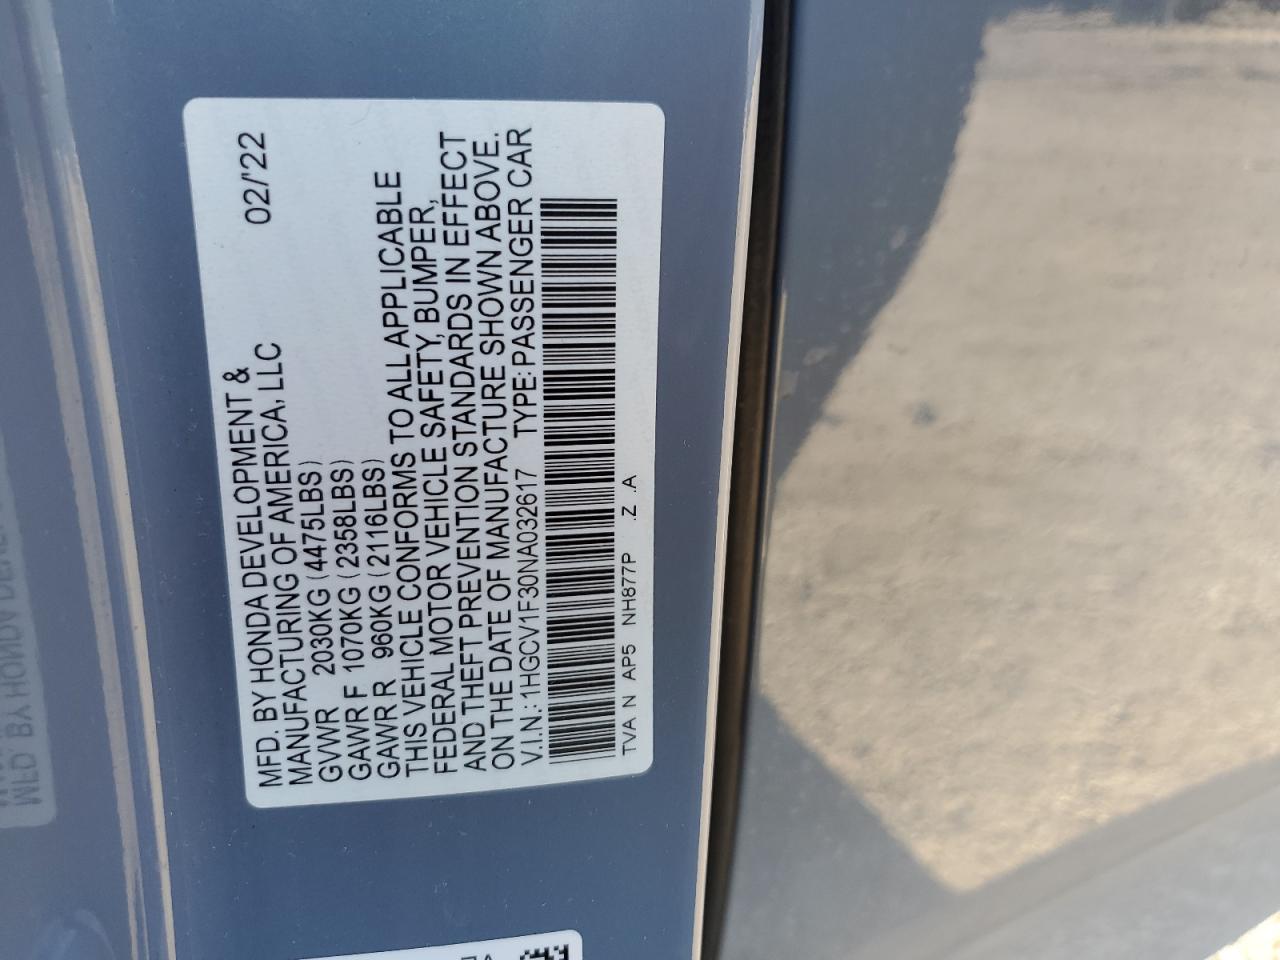 MFD. BY HONDA DEVELOPMENT &
MANUFACTURING OF AMERICA, LLC 02/'22
GVWR 2030KG (4475LBS)
GAWR F 1070KG (2358LBS)
GAWR R 960KG (2116LBS)
THIS VEHICLE CONFORMS TO ALL APPLICABLE
FEDERAL MOTOR VEHICLE SAFETY, BUMPER,
AND THEFT PREVENTION STANDARDS IN EFFECT
ON THE DATE OF MANUFACTURE SHOWN ABOVE.
V.I.N.: 1HGCV1F30NA032617 TYPE: PASSENGER CAR
TVA N AP5 NH877P .Z .A